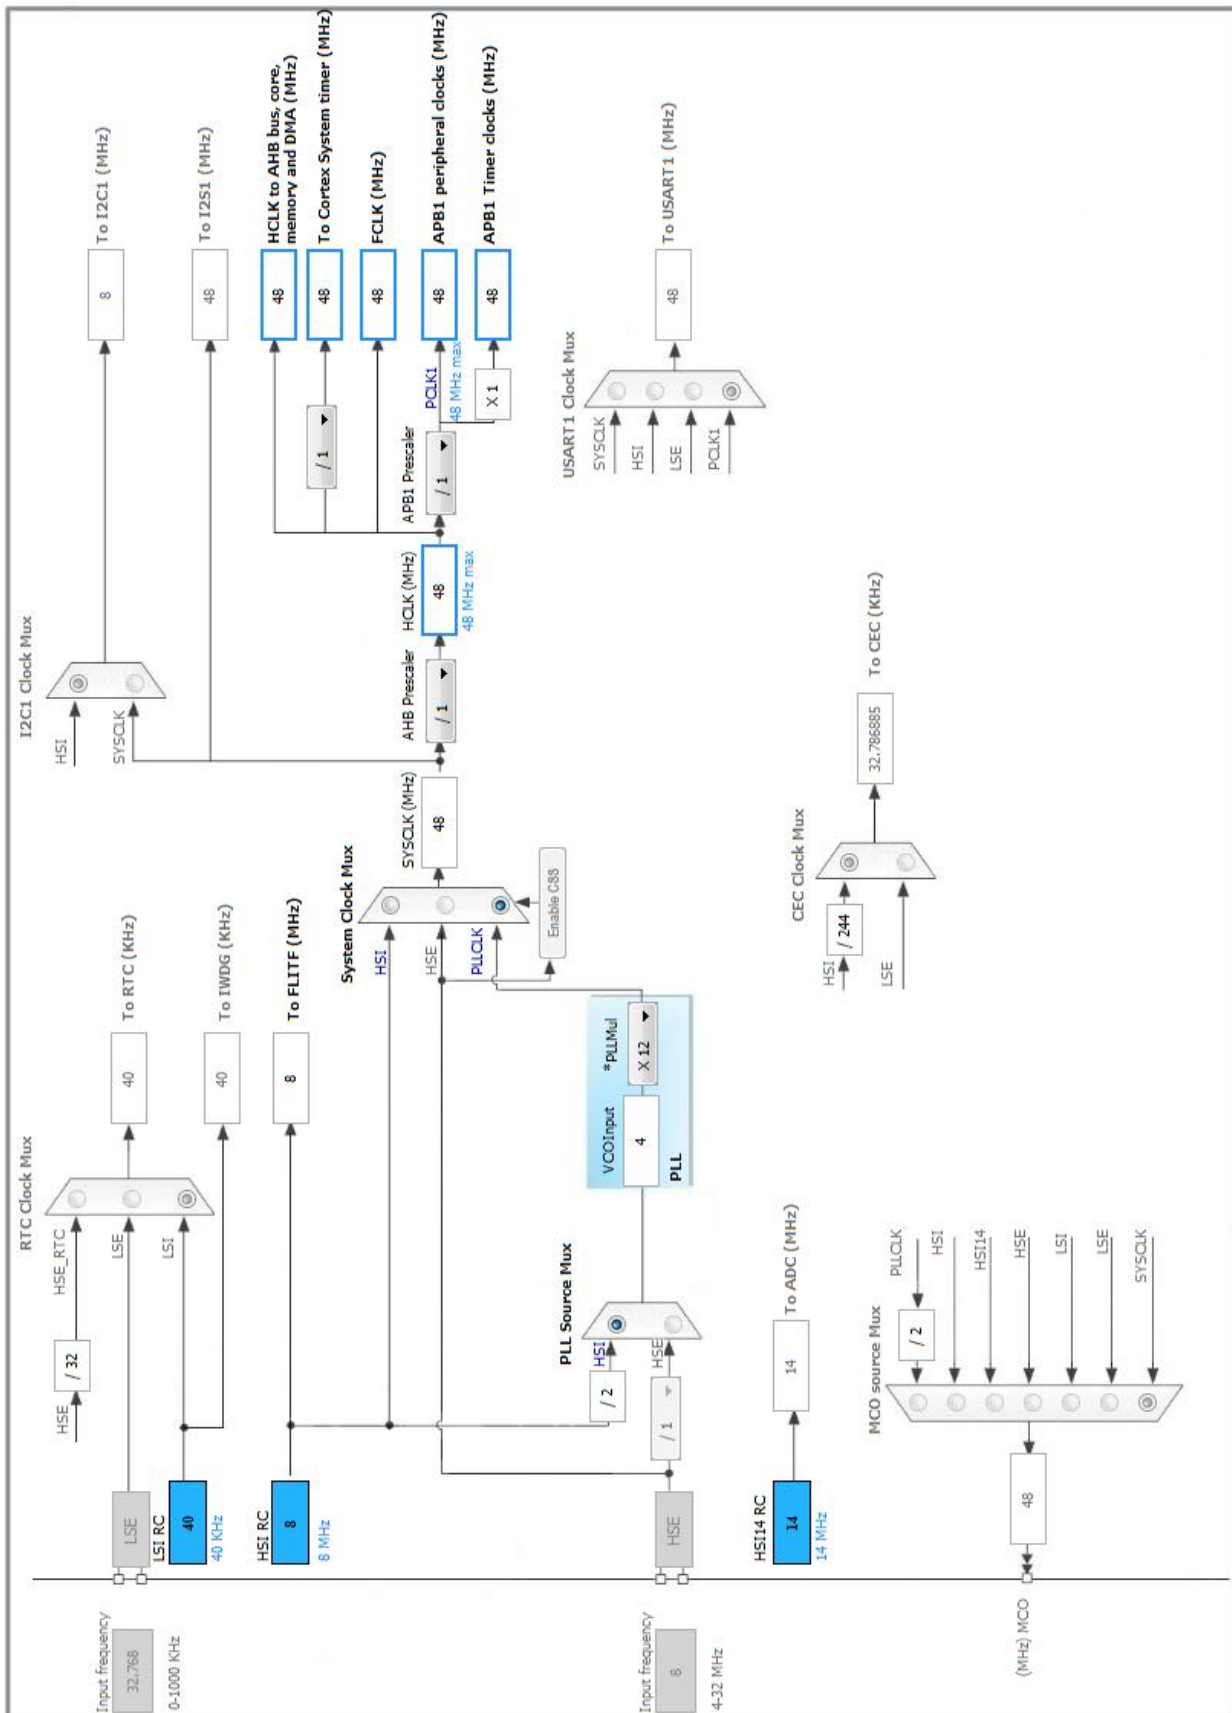 RTC Clock Mux
HSE
/ 32
HSE_RTC
Input frequency
32.768
0-1000 KHz
LSE
LSE
40
To RTC (KHz)
LSI RC
40
40 KHz
LSI
40
To IWDG (KHz)
HSI RC
8
8 MHz
8
To FLITF (MHz)
I2C1 Clock Mux
HSI
SYSCLK
8
To I2C1 (MHz)
48
To I2S1 (MHz)
System Clock Mux
HSI
HSE
PLLCLK
Enable CSS
SYSCLK (MHz)
48
AHB Prescaler
/ 1
HCLK (MHz)
48
48 MHz max
APB1 Prescaler
/ 1
/ 1
PCLK1
48 MHz max
X 1
48
HCLK to AHB bus, core,
memory and DMA (MHz)
48
To Cortex System timer (MHz)
48
FCLK (MHz)
48
APB1 peripheral clocks (MHz)
48
APB1 Timer clocks (MHz)
PLL Source Mux
/ 2
HSI
HSE
/ 1
VCOInput
4
*PLLMul
X 12
PLL
Input frequency
8
4-32 MHz
HSE
USART1 Clock Mux
SYSCLK
HSI
LSE
PCLK1
48
To USART1 (MHz)
HSI14 RC
14
14 MHz
14
To ADC (MHz)
CEC Clock Mux
HSI
/ 244
LSE
32.786885
To CEC (KHz)
MCO source Mux
/ 2
PLLCLK
HSI
HSI14
HSE
LSI
LSE
SYSCLK
48
(MHz) MCO